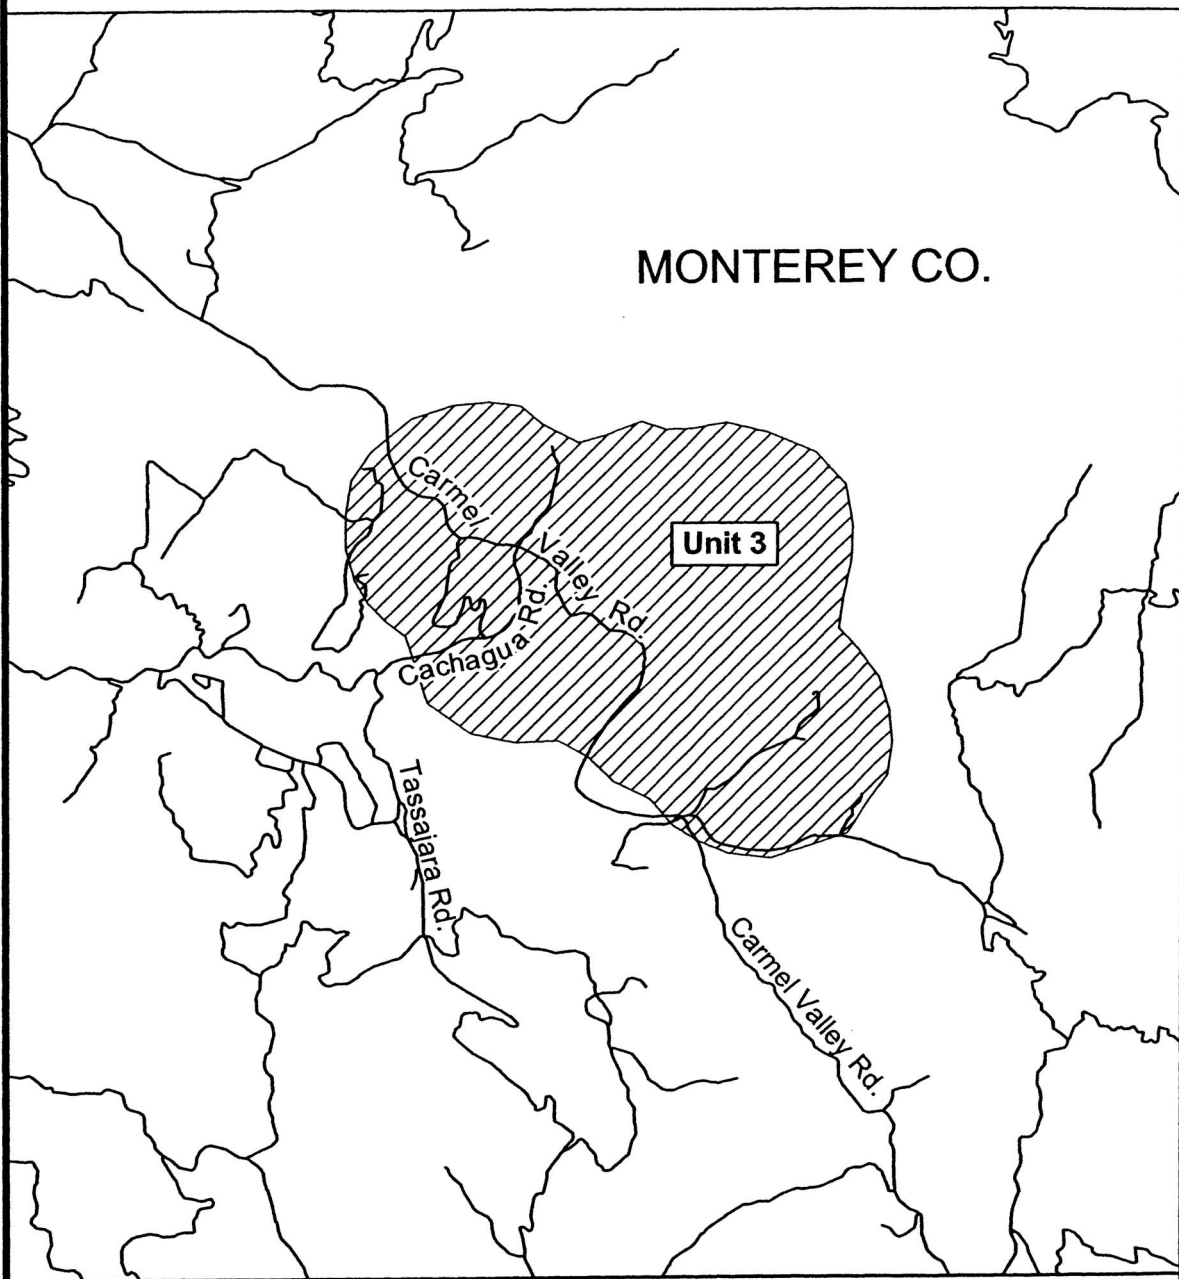 MONTEREY CO.
Carmel Valley Rd.
Unit 3
Cachagua Rd.
Tassajara Rd.
Carmel Valley Rd.